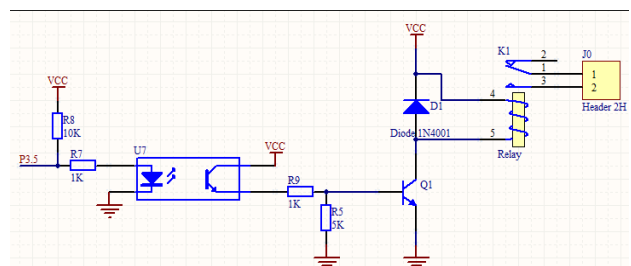 VCC
K1
2
J0
1
1
3
2
Header 2H
VCC
4
D1
R8
10K
U7
Diode 1N4001
5
Relay
P3.5
R7
1K
VCC
R9
1K
Q1
R5
5K